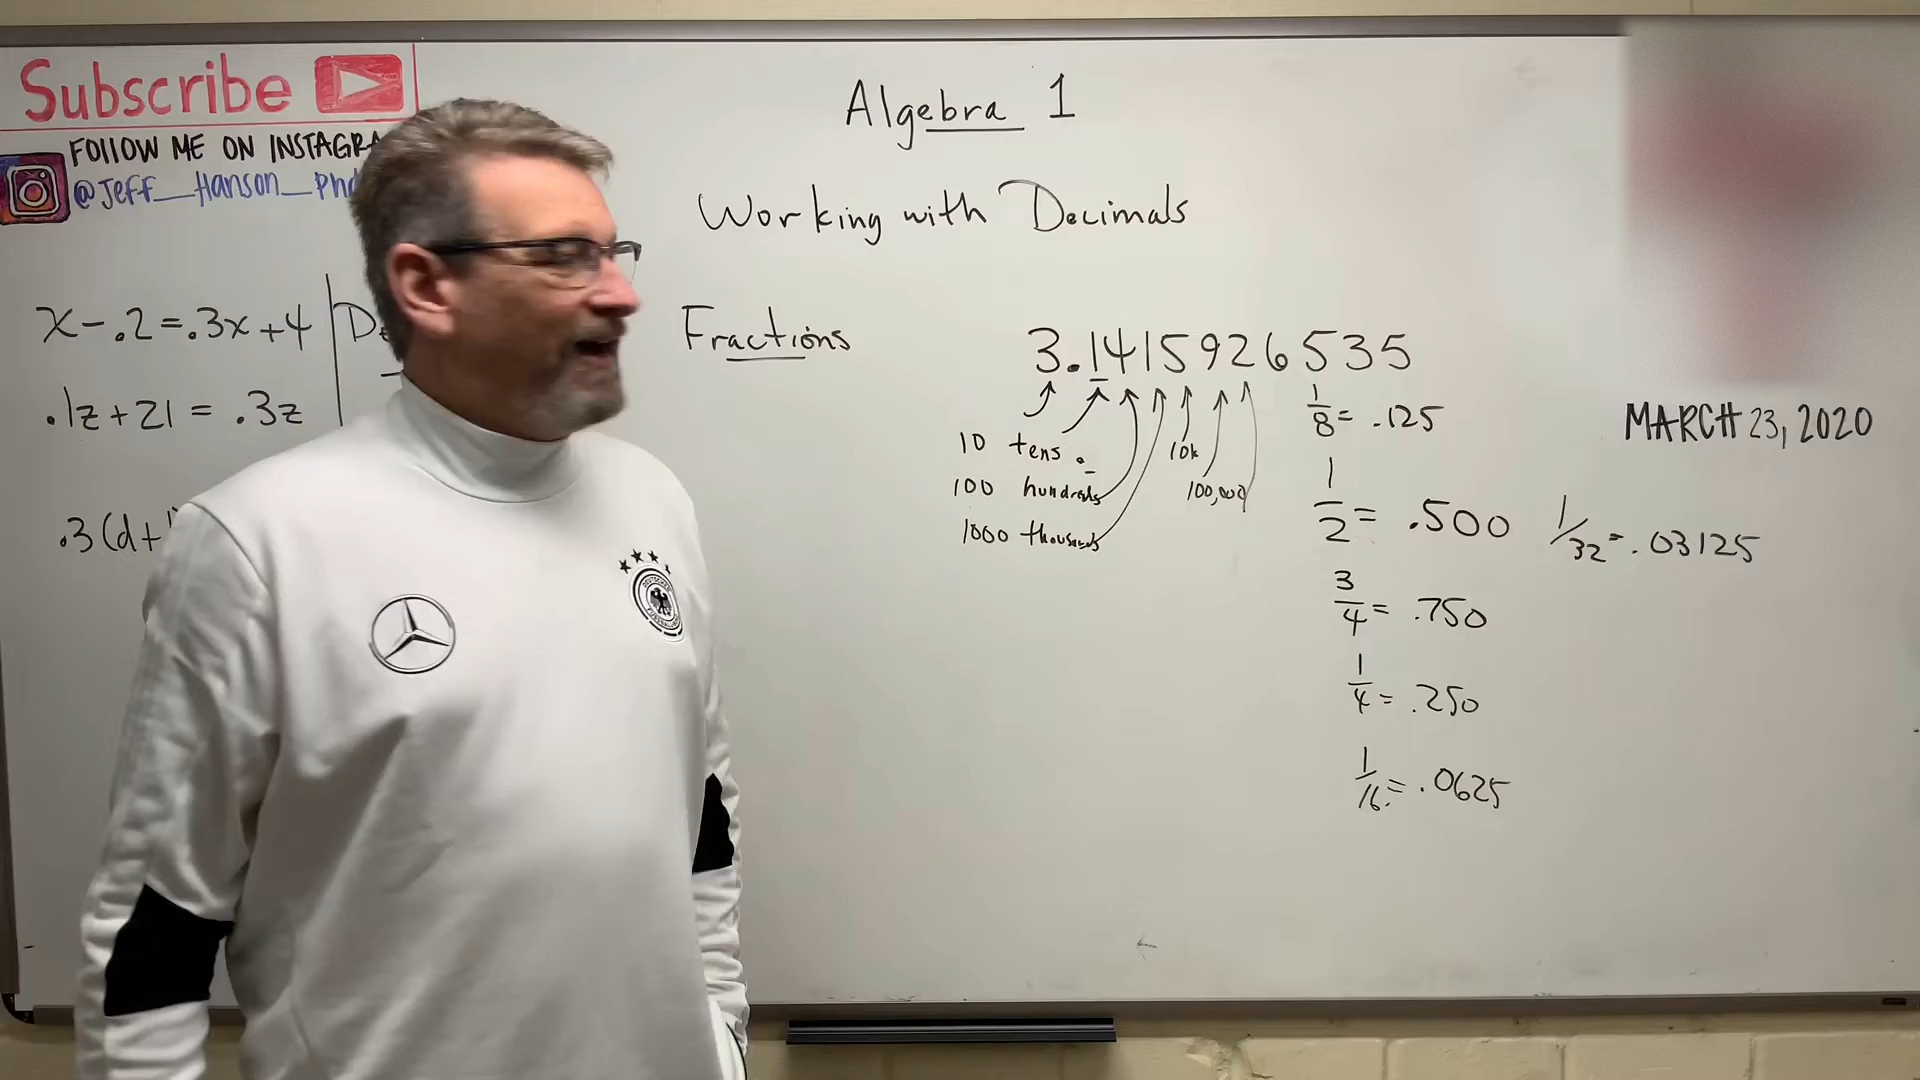 Subscribe
FOLLOW ME ON INSTAGRA
@Jeff_Hanson_Phd
Algebra 1
Working with Decimals
x-.2=.3x+4
.1z+21=.3z
.3(d+1
Fractions
3.1415926535
10 tens
100 hundreds
1000 thousands
10k
100,000
1/8=.125
1/2=.500
3/4=.750
1/4=.250
1/16=.0625
1/32=.03125
MARCH 23, 2020